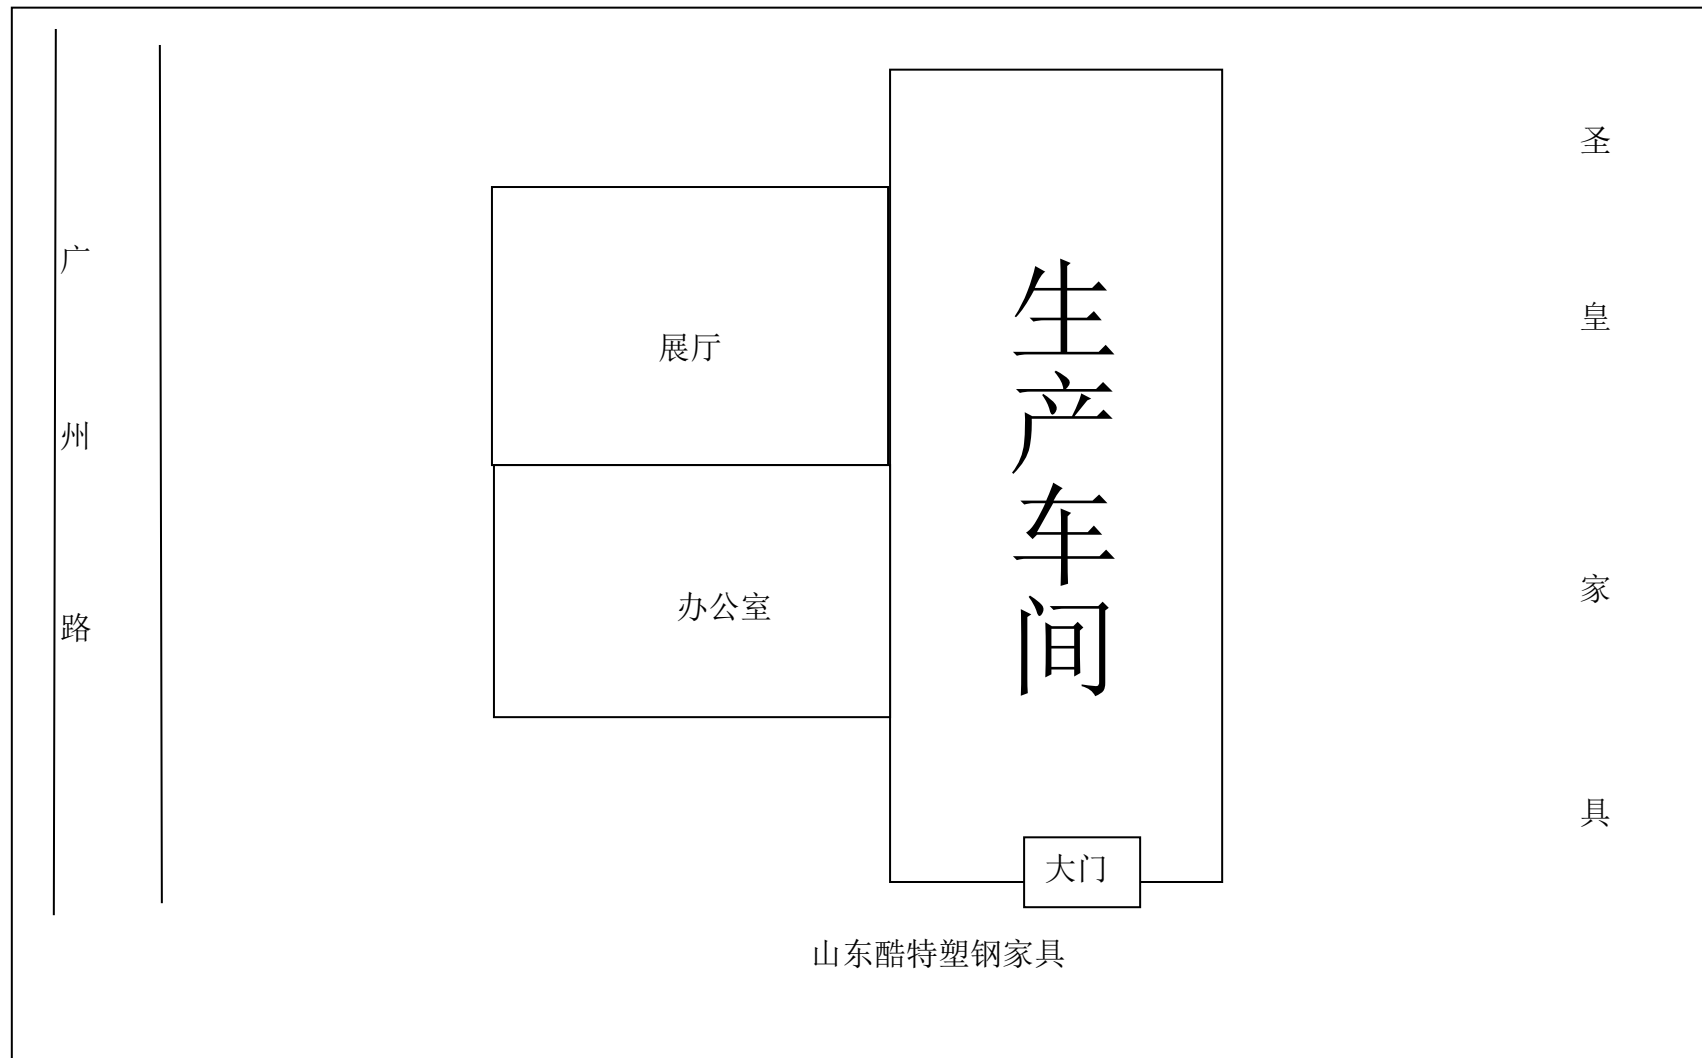 广州路
展厅
办公室
生产车间
大门
圣皇家具
山东酷特塑钢家具